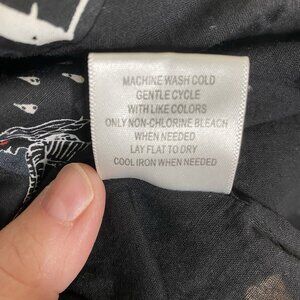 MACHINE WASH COLD
GENTLE CYCLE
WITH LIKE COLORS
ONLY NON-CHLORINE BLEACH
WHEN NEEDED
LAY FLAT TO DRY
COOL IRON WHEN NEEDED